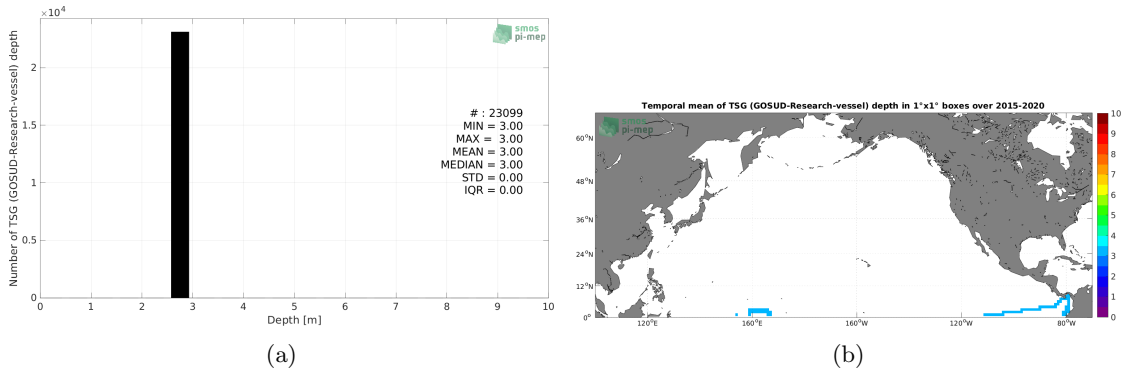 ×10⁴
smos
pi-mep
Number of TSG (GOSUD-Research-vessel) depth
2
1.5
1
0.5
0
# : 23099
MIN = 3.00
MAX = 3.00
MEAN = 3.00
MEDIAN = 3.00
STD = 0.00
IQR = 0.00
0 1 2 3 4 5 6 7 8 9 10
Depth [m]
(a)
Temporal mean of TSG (GOSUD-Research-vessel) depth in 1°x1° boxes over 2015-2020
smos
pi-mep
60°N
48°N
36°N
24°N
12°N
0°
120°E 160°E 160°W 120°W 80°W
10
9
8
7
6
5
4
3
2
1
0
(b)